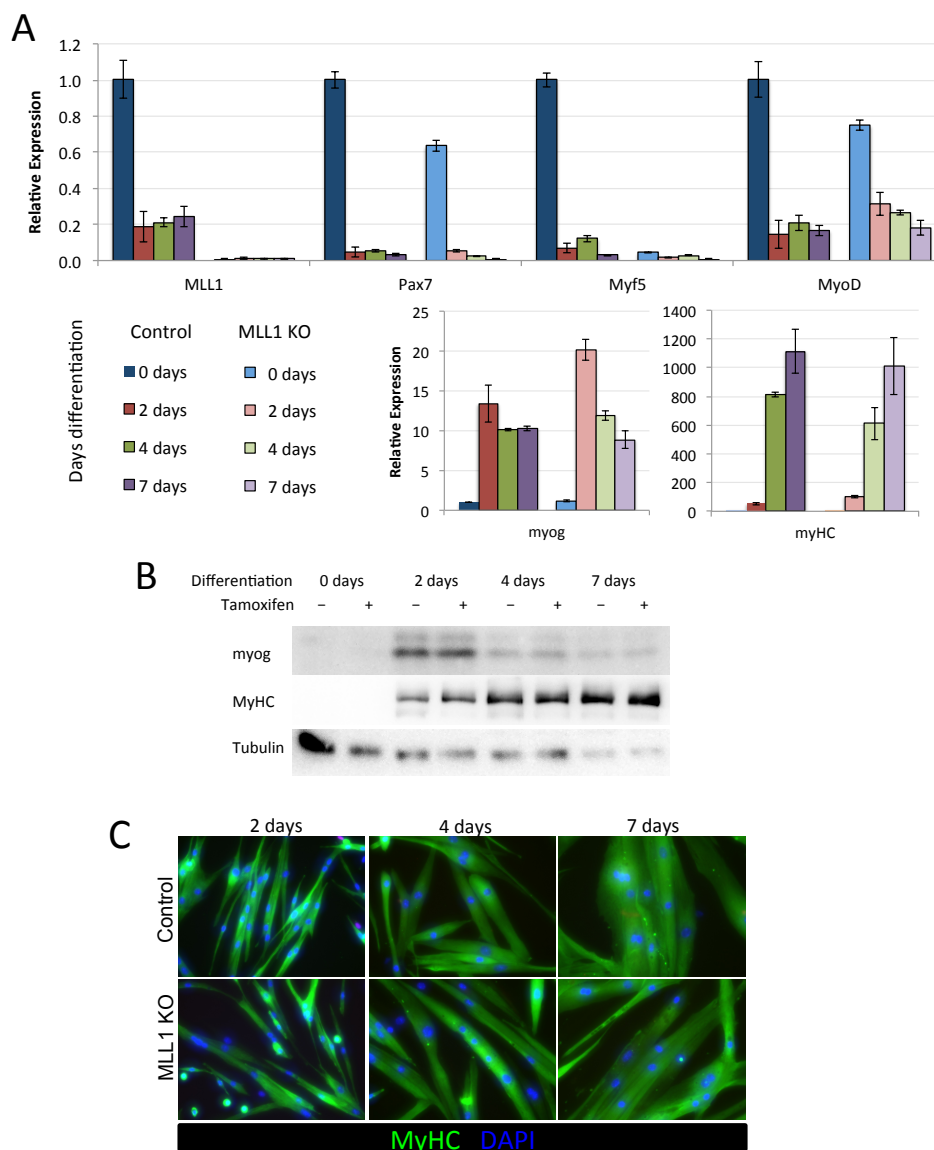 A
Relative Expression
1.2
1.0
0.8
0.6
0.4
0.2
0.0
MLL1 Pax7 Myf5 MyoD
Days differentiation
Control MLL1 KO
0 days 0 days
2 days 2 days
4 days 4 days
7 days 7 days
Relative Expression
25
20
15
10
5
0
myog
1400
1200
1000
800
600
400
200
0
myHC
B
Differentiation 0 days 2 days 4 days 7 days
Tamoxifen – + – + – + – +
myog
MyHC
Tubulin
C
2 days 4 days 7 days
Control
MLL1 KO
MyHC DAPI